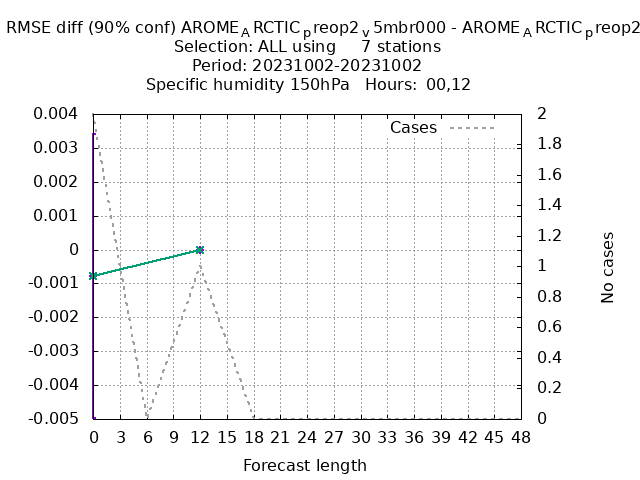 RMSE diff (90% conf) AROME_ARCTIC_preop2_v5mbr000 - AROME_ARCTIC_preop2
Selection: ALL using 7 stations
Period: 20231002-20231002
Specific humidity 150hPa Hours: 00,12
Cases
0.004
0.003
0.002
0.001
0
-0.001
-0.002
-0.003
-0.004
-0.005
2
1.8
1.6
1.4
1.2
1
0.8
0.6
0.4
0.2
0
No cases
0 3 6 9 12 15 18 21 24 27 30 33 36 39 42 45 48
Forecast length